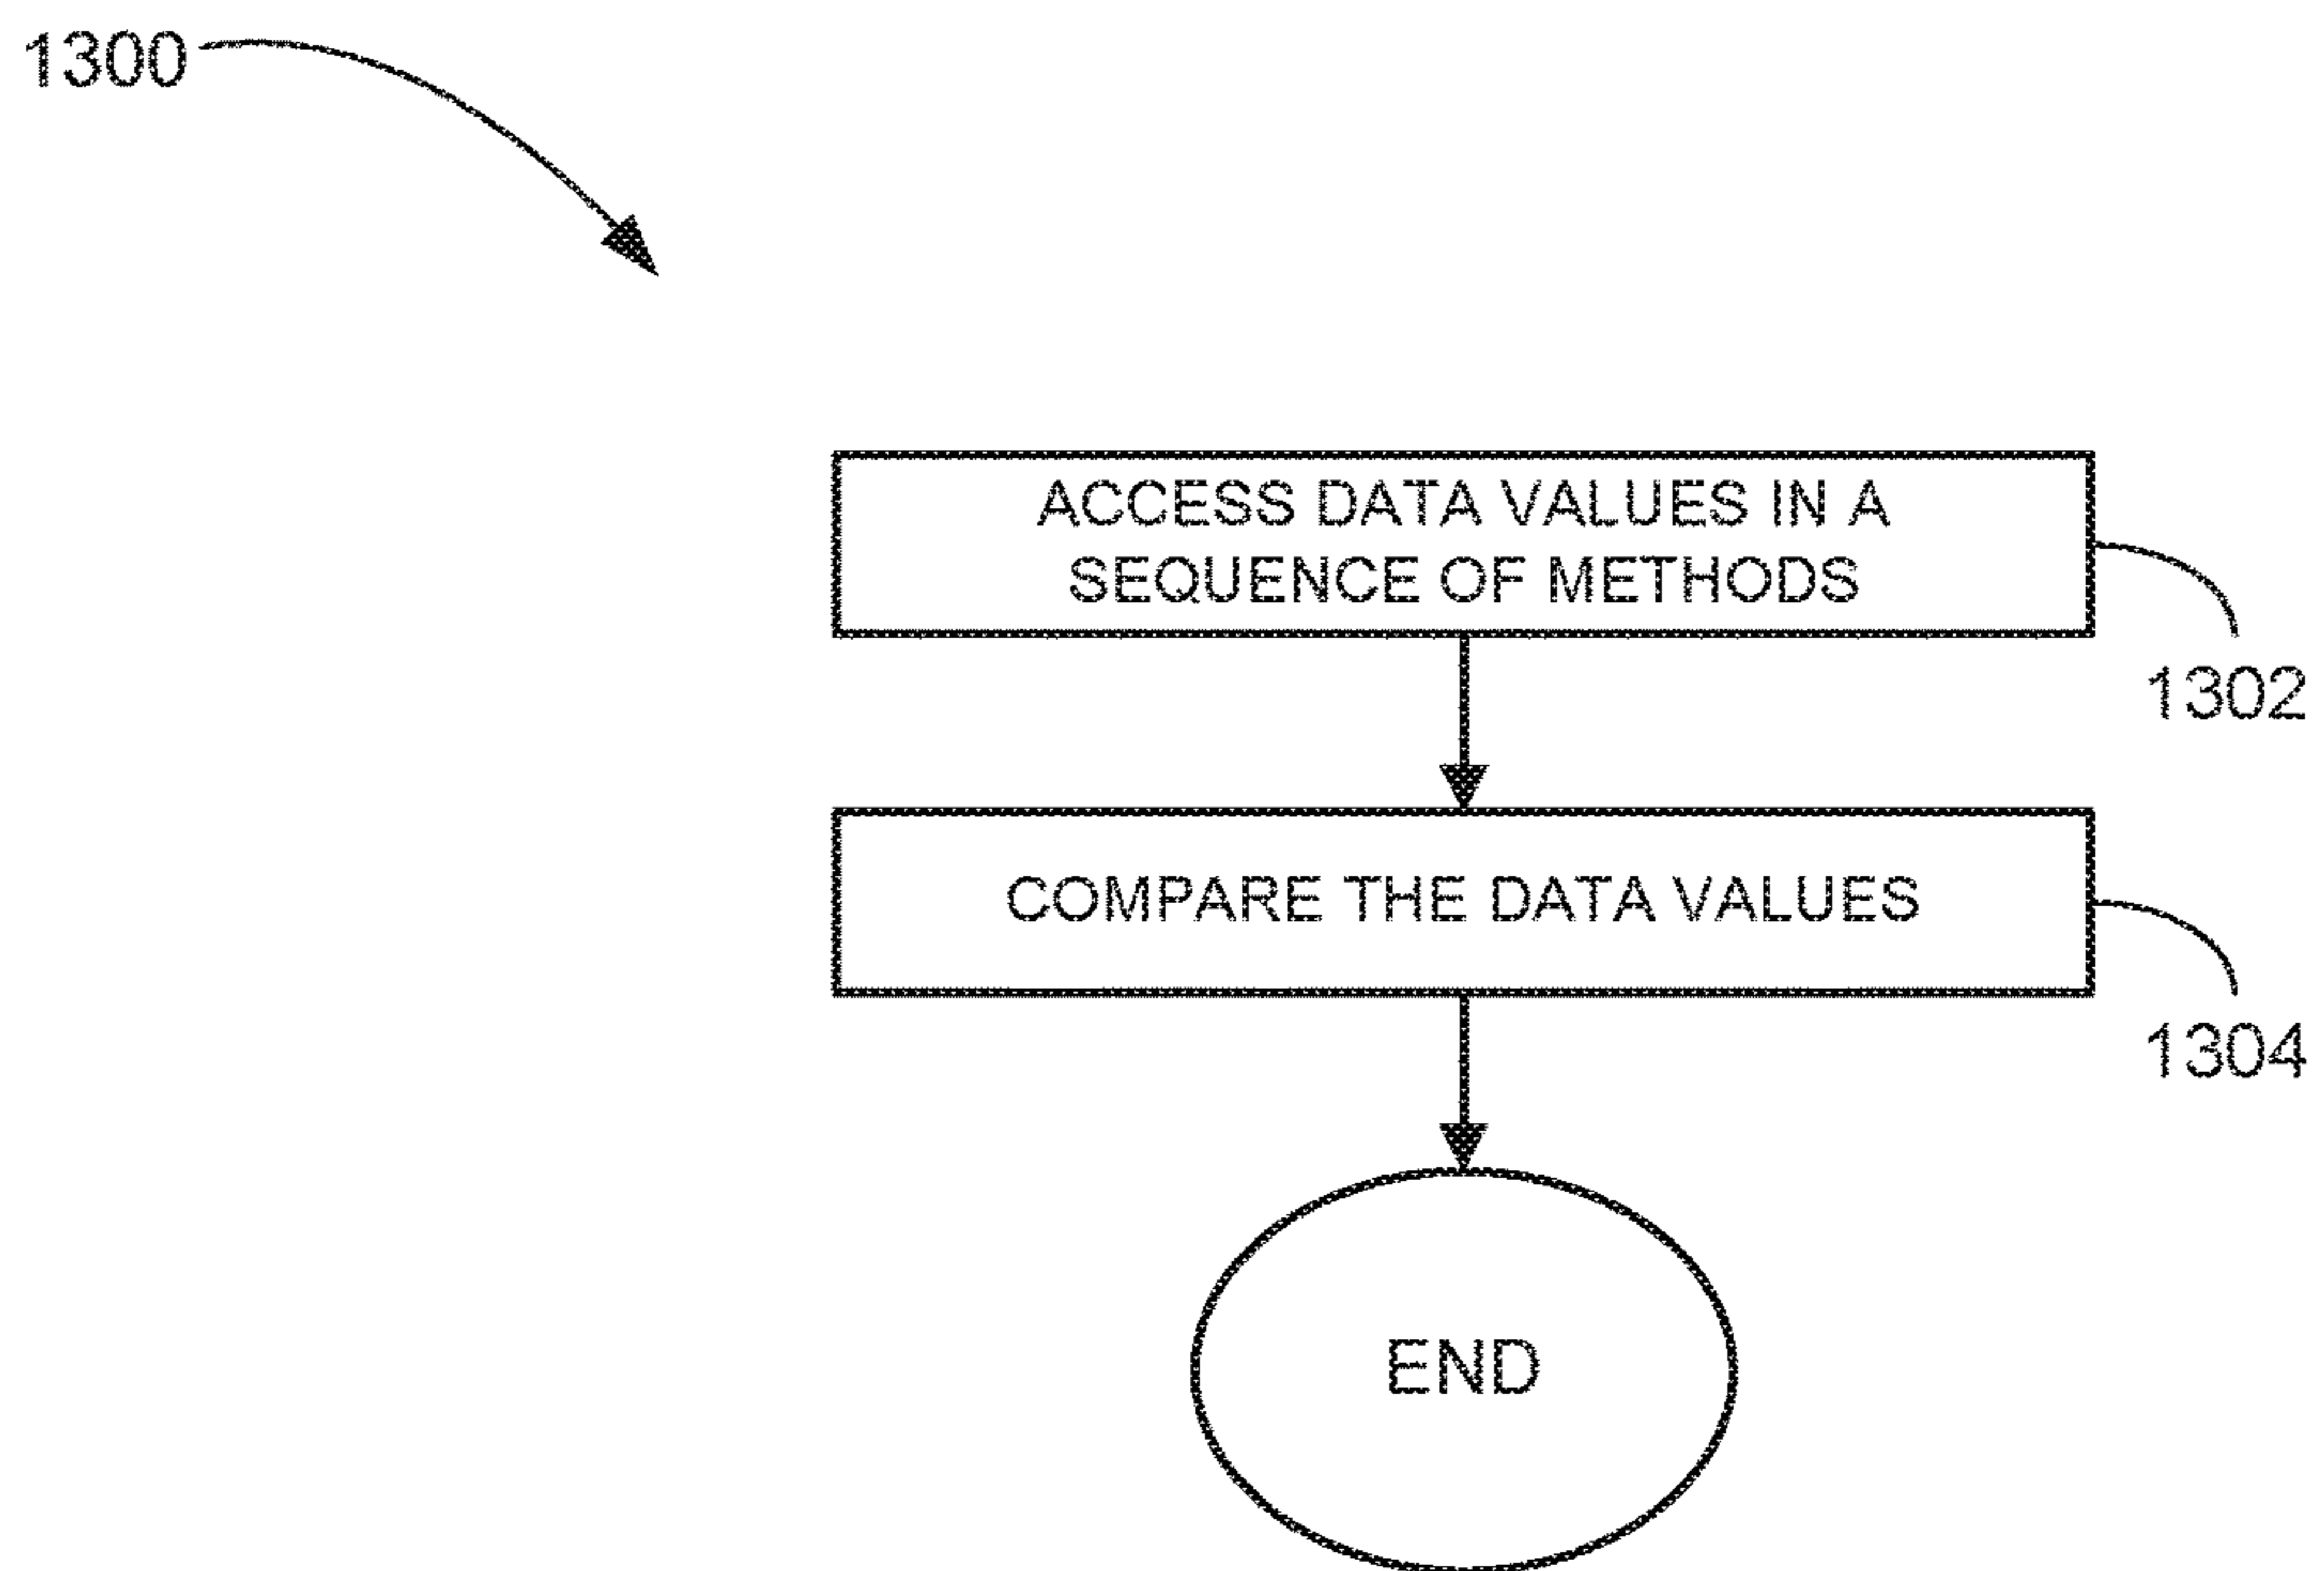 1300
ACCESS DATA VALUES IN A
SEQUENCE OF METHODS
1302
COMPARE THE DATA VALUES
1304
END